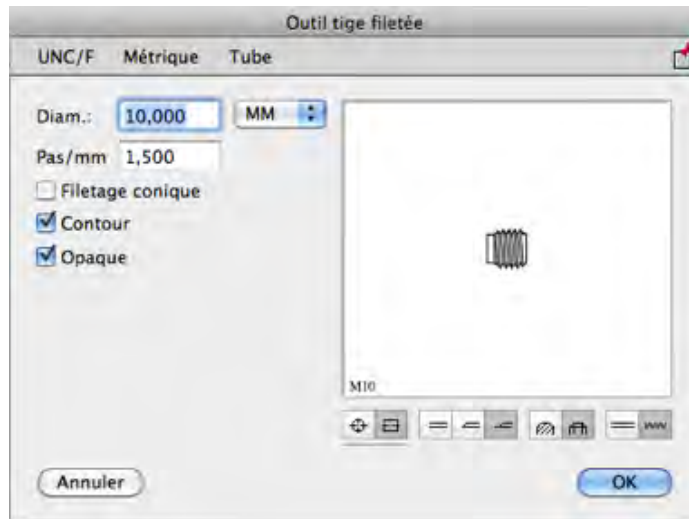 Outil tige filetée
UNC/F Métrique Tube
Diam.: 10,000 MM
Pas/mm 1,500
Filetage conique
Contour
Opaque
M10
Annuler OK